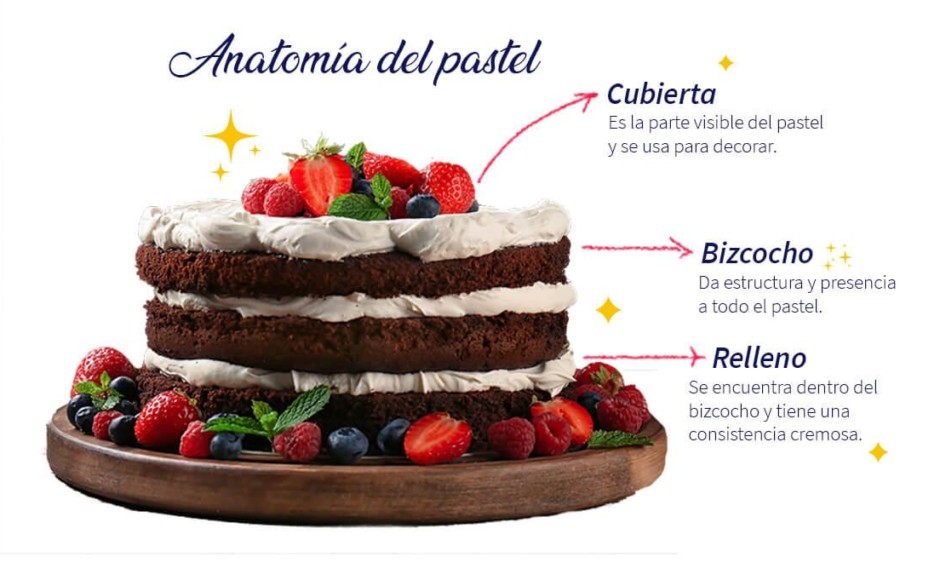 Anatomía del pastel
Cubierta
Es la parte visible del pastel
y se usa para decorar.
Bizcocho
Da estructura y presencia
a todo el pastel.
Relleno
Se encuentra dentro del
bizcocho y tiene una
consistencia cremosa.